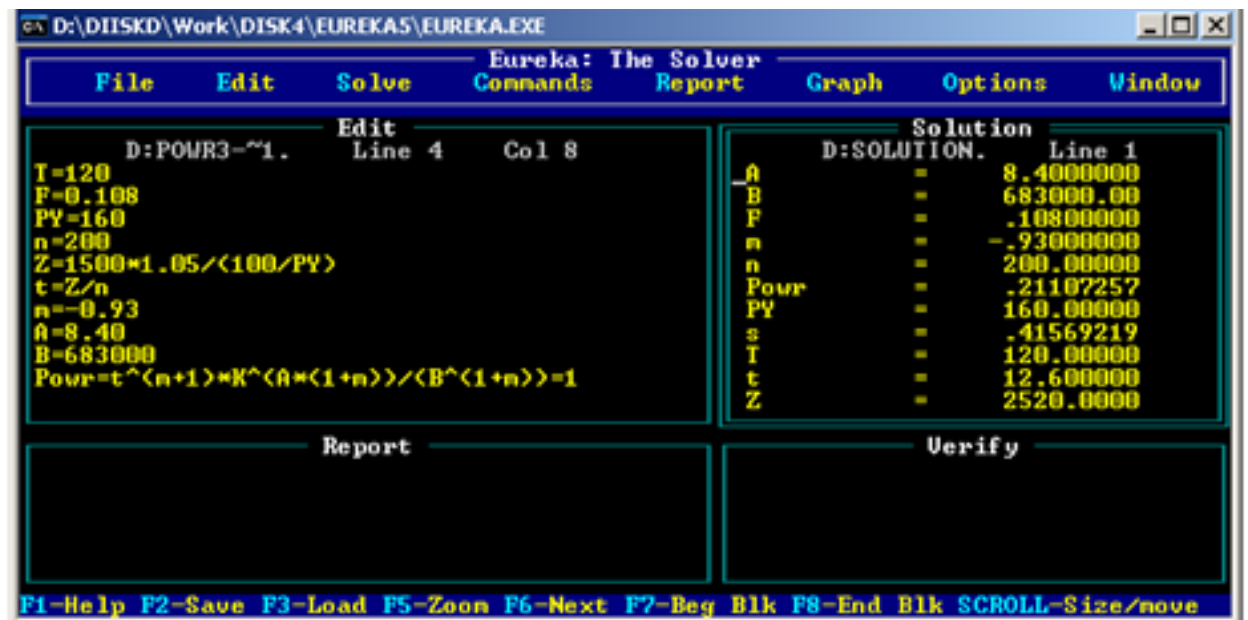 D:\DIISKD\Work\DISK4\EUREKA5\EUREKA.EXE
Eureka: The Solver
File Edit Solve Commands Report Graph Options Window
Edit
D:POWR3-~1. Line 4 Col 8
T=120
F=0.108
PY=160
n=200
Z=1500*1.05/(100/PY)
t=Z/n
m=-0.93
A=8.40
B=683000
Powr=t^(m+1)*K^(A*(1+m))/(B^(1+m))=1
Solution
D:SOLUTION. Line 1
A = 8.4000000
B = 683000.00
F = .10800000
m = -.93000000
n = 200.00000
Powr = .21107257
PY = 160.00000
s = .41569219
T = 120.00000
t = 12.600000
Z = 2520.0000
Report
Verify
F1-Help F2-Save F3-Load F5-Zoom F6-Next F7-Beg Blk F8-End Blk SCROLL-Size/move